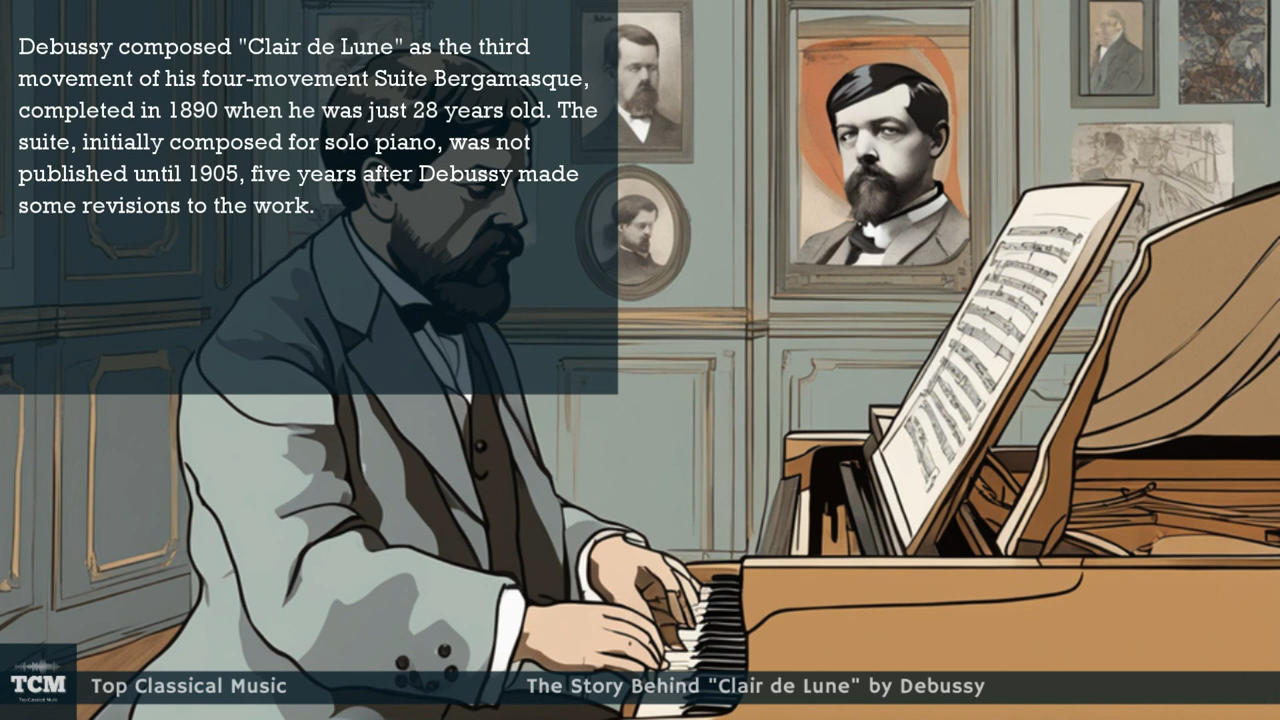 Debussy composed "Clair de Lune" as the third
movement of his four-movement Suite Bergamasque,
completed in 1890 when he was just 28 years old. The
suite, initially composed for solo piano, was not
published until 1905, five years after Debussy made
some revisions to the work.
TCM
Top Classical Music
Top Classical Music
The Story Behind "Clair de Lune" by Debussy